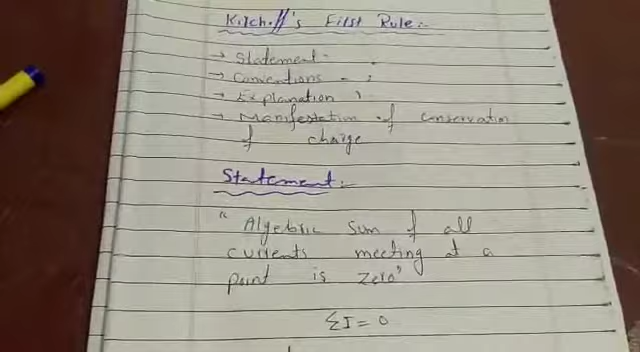 Kirchoff's First Rule:-
→ Statement -
→ Conventions - ,
→ Explanation ,
→ Manifestation of conservation
of charge
Statement:-
"Algebric sum of all
currents meeting at a
point is zero"
ΣI = 0